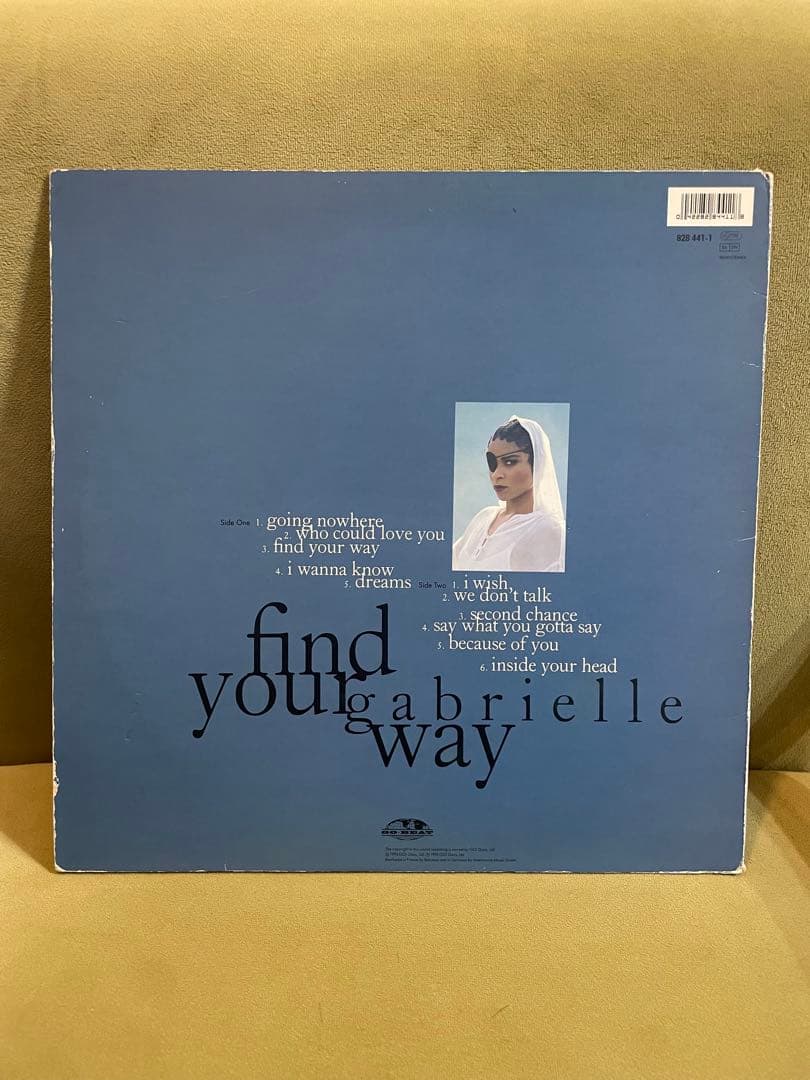 828 441-1
Side One 1. going nowhere
2. who could love you
3. find your way
4. i wanna know
5. dreams
Side Two 1. i wish
2. we don't talk
3. second chance
4. say what you gotta say
5. because of you
6. inside your head
find
your
gabrielle
way
GO·BEAT